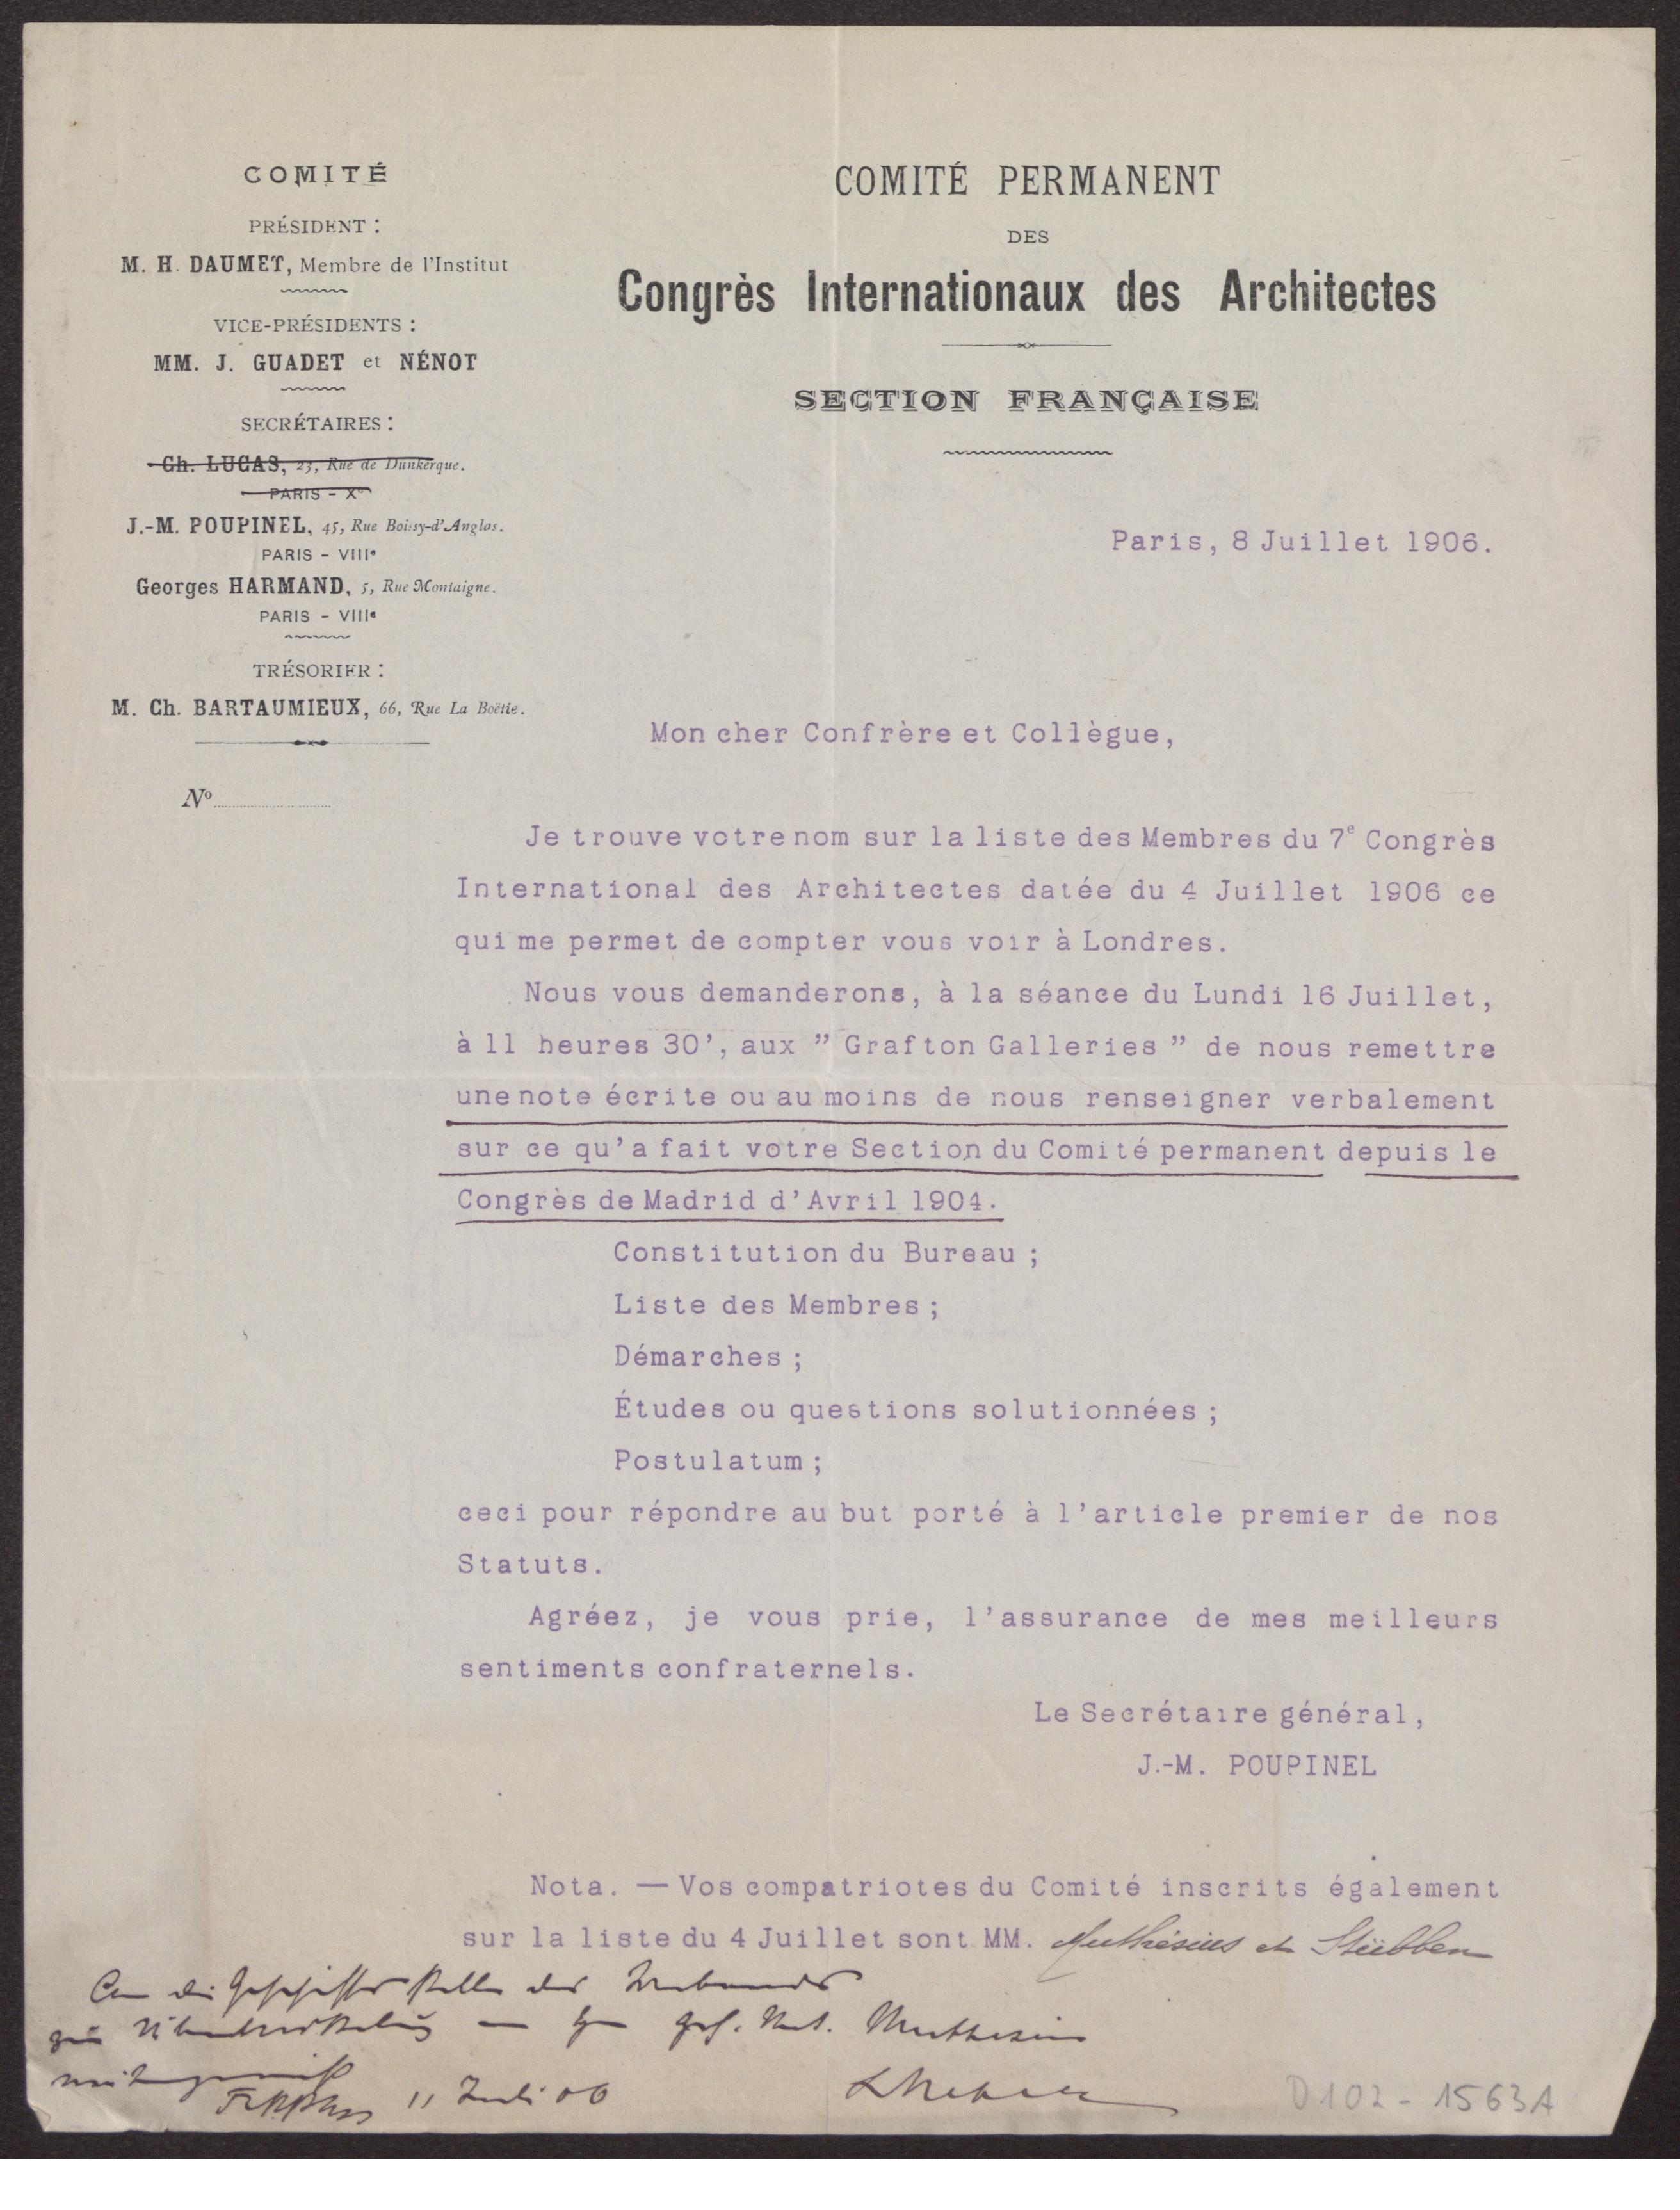 COMITÉ
PRÉSIDENT :
M. H. DAUMET, Membre de l'Institut
VICE-PRÉSIDENTS :
MM. J. GUADET et NÉNOT
SECRÉTAIRES :
Ch. LUCAS, 23, Rue de Dunkerque.
PARIS - Xe
J.-M. POUPINEL, 45, Rue Boissy-d'Anglas.
PARIS - VIIIe
Georges HARMAND, 5, Rue Montaigne.
PARIS - VIIIe
TRÉSORIER :
M. Ch. BARTAUMIEUX, 66, Rue La Boëtie.
No
COMITÉ PERMANENT
DES
Congrès Internationaux des Architectes
SECTION FRANÇAISE
Paris, 8 Juillet 1906.
Mon cher Confrère et Collègue,
Je trouve votre nom sur la liste des Membres du 7e Congrès
International des Architectes datée du 4 Juillet 1906 ce
qui me permet de compter vous voir à Londres.
Nous vous demanderons, à la séance du Lundi 16 Juillet,
à 11 heures 30', aux " Grafton Galleries " de nous remettre
une note écrite ou au moins de nous renseigner verbalement
sur ce qu'a fait votre Section du Comité permanent depuis le
Congrès de Madrid d'Avril 1904.
Constitution du Bureau ;
Liste des Membres ;
Démarches ;
Études ou questions solutionnées ;
Postulatum ;
ceci pour répondre au but porté à l'article premier de nos
Statuts.
Agréez, je vous prie, l'assurance de mes meilleurs
sentiments confraternels.
Le Secrétaire général,
J.-M. POUPINEL
Nota. — Vos compatriotes du Comité inscrits également
sur la liste du 4 Juillet sont MM. Muthésius et Stübben
An die Geschäftsstelle des Verbandes
Muthesius
11 Juli 06
D102-1563A